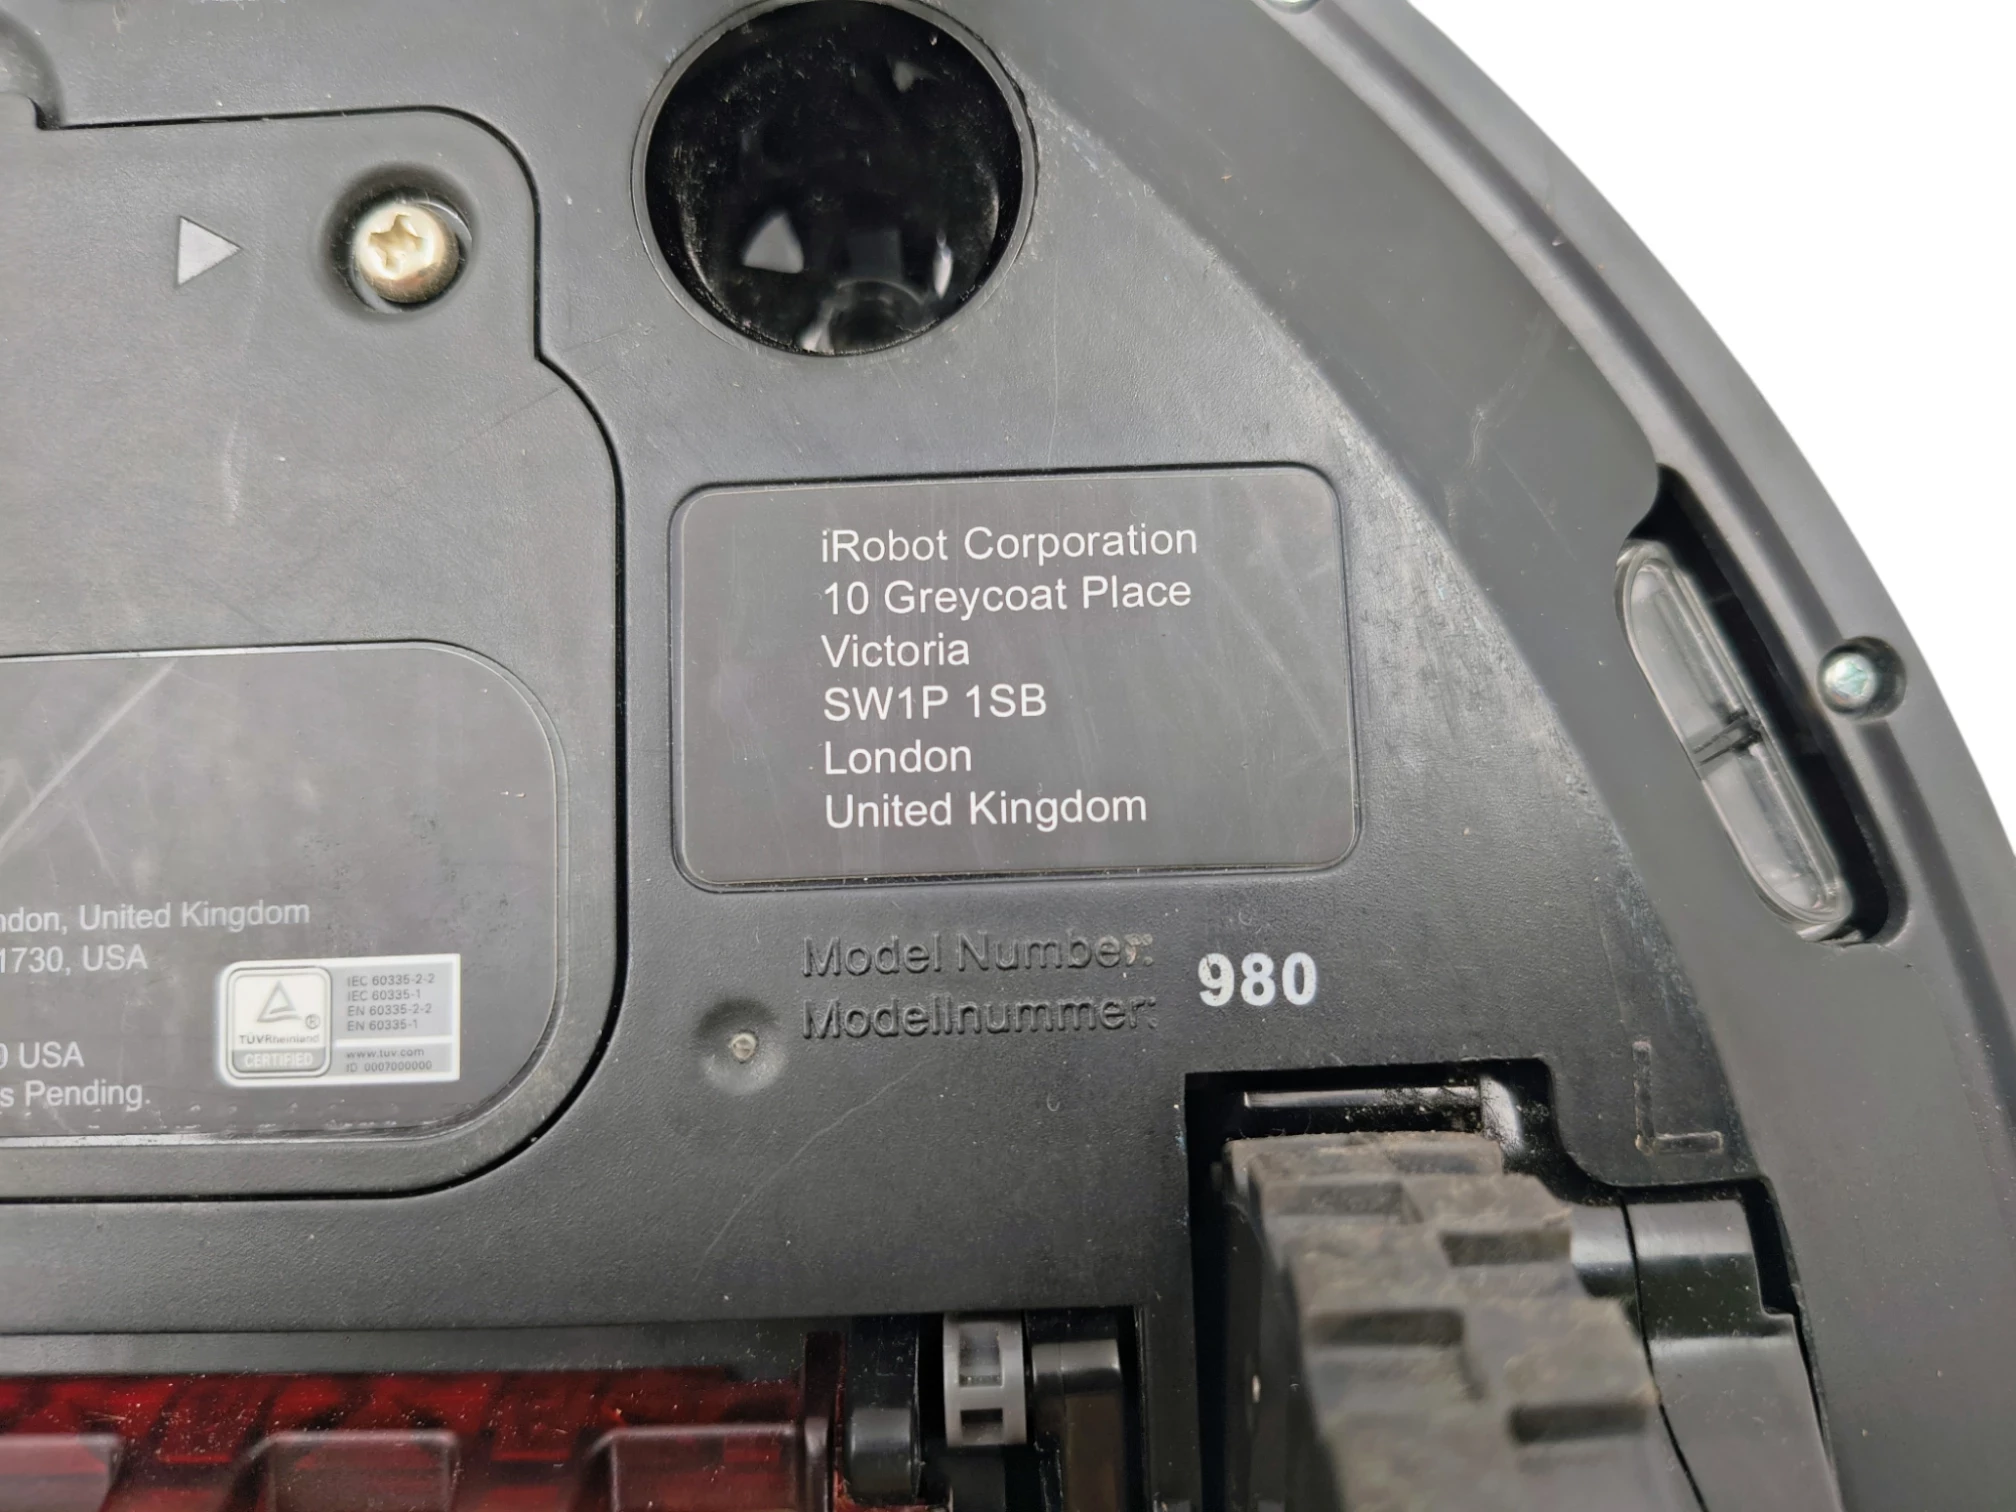 iRobot Corporation
10 Greycoat Place
Victoria
SW1P 1SB
London
United Kingdom
Model Number: 980
Modellnummer:
L
ndon, United Kingdom
1730, USA
USA
s Pending.
TÜVRheinland
CERTIFIED
IEC 60335-2-2
IEC 60335-1
EN 60335-2-2
EN 60335-1
www.tuv.com
ID 0007000000